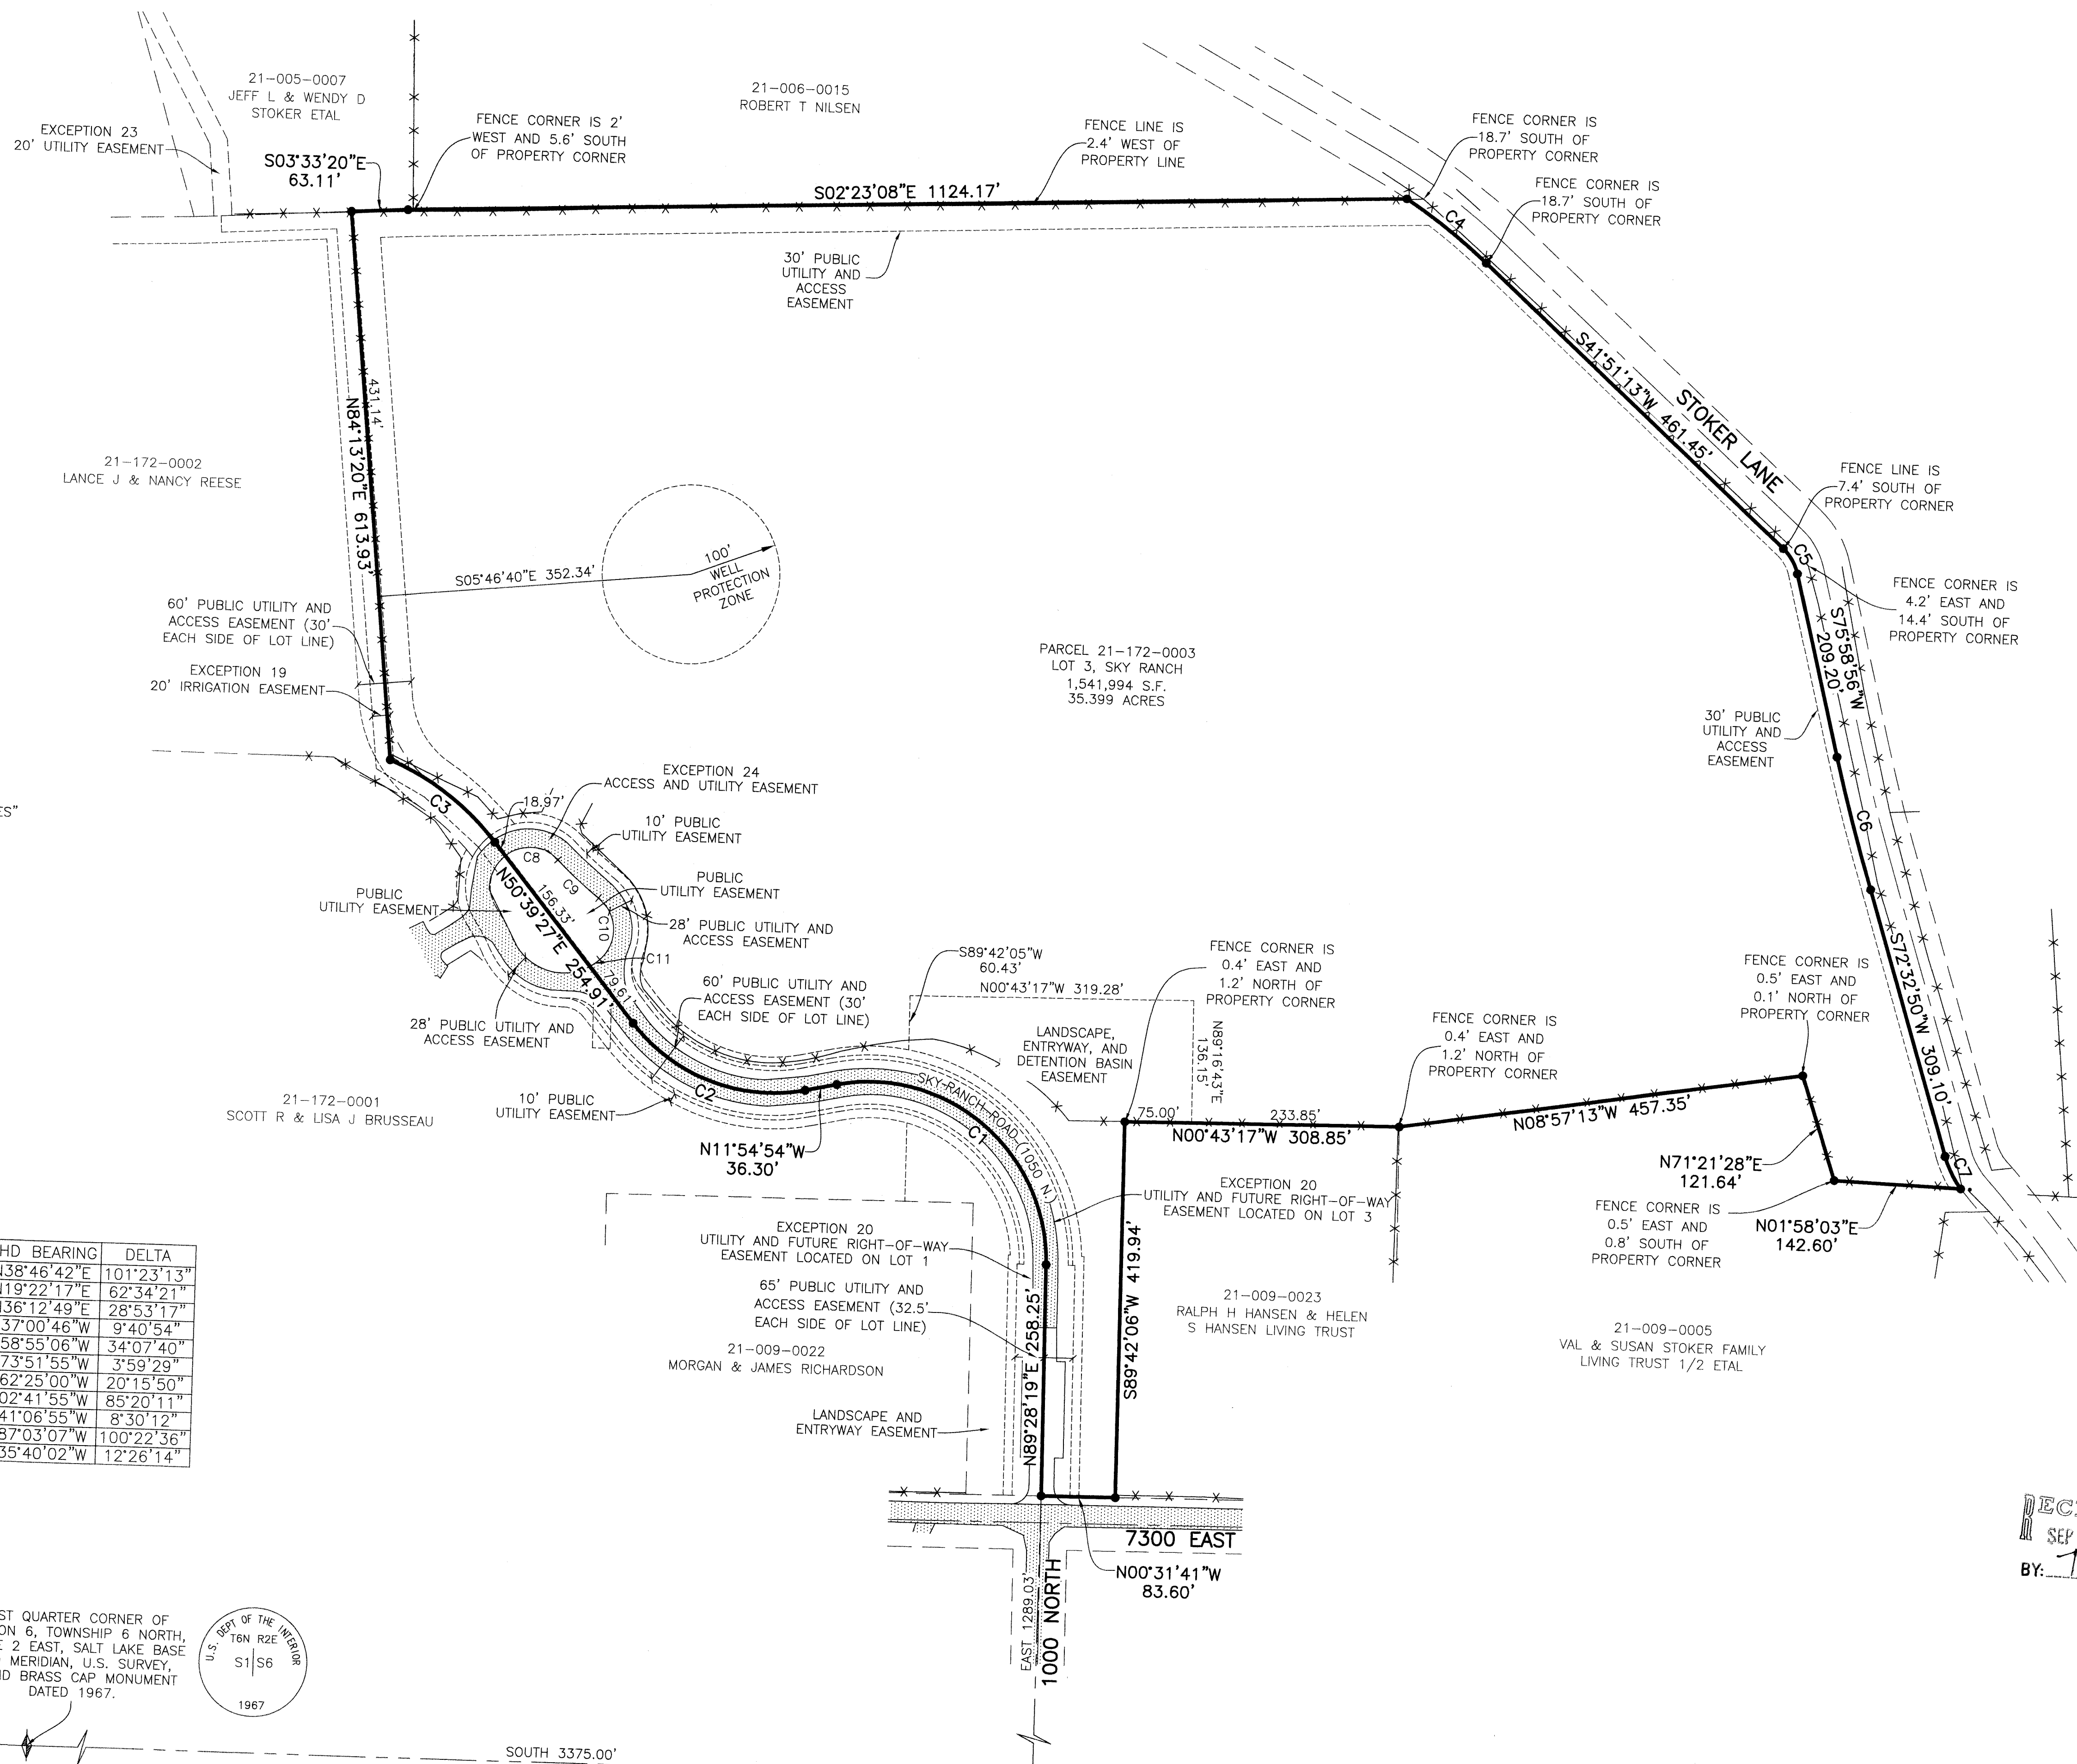 21-005-0007
JEFF L & WENDY D
STOKER ETAL
EXCEPTION 23
20' UTILITY EASEMENT
S03°33'20"E
63.11'
FENCE CORNER IS 2'
WEST AND 5.6' SOUTH
OF PROPERTY CORNER
21-006-0015
ROBERT T NILSEN
FENCE LINE IS
2.4' WEST OF
PROPERTY LINE
FENCE CORNER IS
18.7' SOUTH OF
PROPERTY CORNER
FENCE CORNER IS
18.7' SOUTH OF
PROPERTY CORNER
S02°23'08"E 1124.17'
C4
30' PUBLIC
UTILITY AND
ACCESS
EASEMENT
S41°51'13"W 461.45'
STOKER LANE
431.14'
N84°13'20"E 613.93'
21-172-0002
LANCE J & NANCY REESE
FENCE LINE IS
7.4' SOUTH OF
PROPERTY CORNER
C5
FENCE CORNER IS
4.2' EAST AND
14.4' SOUTH OF
PROPERTY CORNER
S75°58'56"W
209.20'
S05°46'40"E 352.34'
100'
WELL
PROTECTION
ZONE
60' PUBLIC UTILITY AND
ACCESS EASEMENT (30'
EACH SIDE OF LOT LINE)
EXCEPTION 19
20' IRRIGATION EASEMENT
PARCEL 21-172-0003
LOT 3, SKY RANCH
1,541,994 S.F.
35.399 ACRES
30' PUBLIC
UTILITY AND
ACCESS
EASEMENT
ES"
C3
18.97'
EXCEPTION 24
ACCESS AND UTILITY EASEMENT
10' PUBLIC
UTILITY EASEMENT
C6
C8
C9
C10
C11
156.33'
N50°39'27"E 254.91'
79.61'
PUBLIC
UTILITY EASEMENT
PUBLIC
UTILITY EASEMENT
28' PUBLIC UTILITY AND
ACCESS EASEMENT
60' PUBLIC UTILITY AND
ACCESS EASEMENT (30'
EACH SIDE OF LOT LINE)
28' PUBLIC UTILITY AND
ACCESS EASEMENT
S89°42'05"W
60.43'
N00°43'17"W 319.28'
N89°16'43"E
136.15'
FENCE CORNER IS
0.4' EAST AND
1.2' NORTH OF
PROPERTY CORNER
LANDSCAPE,
ENTRYWAY, AND
DETENTION BASIN
EASEMENT
FENCE CORNER IS
0.4' EAST AND
1.2' NORTH OF
PROPERTY CORNER
FENCE CORNER IS
0.5' EAST AND
0.1' NORTH OF
PROPERTY CORNER
S72°32'50"W 309.10'
21-172-0001
SCOTT R & LISA J BRUSSEAU
10' PUBLIC
UTILITY EASEMENT
C2
SKY-RANCH-ROAD (1050 N.)
C1
N11°54'54"W
36.30'
75.00'
233.85'
N00°43'17"W 308.85'
N08°57'13"W 457.35'
N71°21'28"E
121.64'
C7
N01°58'03"E
142.60'
FENCE CORNER IS
0.5' EAST AND
0.8' SOUTH OF
PROPERTY CORNER
EXCEPTION 20
UTILITY AND FUTURE RIGHT-OF-WAY
EASEMENT LOCATED ON LOT 3
EXCEPTION 20
UTILITY AND FUTURE RIGHT-OF-WAY
EASEMENT LOCATED ON LOT 1
65' PUBLIC UTILITY AND
ACCESS EASEMENT (32.5'
EACH SIDE OF LOT LINE)
S89°42'06"W 419.94'
N89°28'19"E 258.25'
21-009-0023
RALPH H HANSEN & HELEN
S HANSEN LIVING TRUST
21-009-0005
VAL & SUSAN STOKER FAMILY
LIVING TRUST 1/2 ETAL
21-009-0022
MORGAN & JAMES RICHARDSON
LANDSCAPE AND
ENTRYWAY EASEMENT
HD BEARING DELTA
N38°46'42"E 101°23'13"
N19°22'17"E 62°34'21"
N36°12'49"E 28°53'17"
37°00'46"W 9°40'54"
58°55'06"W 34°07'40"
73°51'55"W 3°59'29"
62°25'00"W 20°15'50"
02°41'55"W 85°20'11"
41°06'55"W 8°30'12"
87°03'07"W 100°22'36"
35°40'02"W 12°26'14"
7300 EAST
N00°31'41"W
83.60'
EAST 1289.03'
1000 NORTH
ST QUARTER CORNER OF
ON 6, TOWNSHIP 6 NORTH,
E 2 EAST, SALT LAKE BASE
MERIDIAN, U.S. SURVEY,
ND BRASS CAP MONUMENT
DATED 1967.
U.S. DEPT OF THE INTERIOR
T6N R2E
S1 S6
1967
SOUTH 3375.00'
REC
SEP
BY: